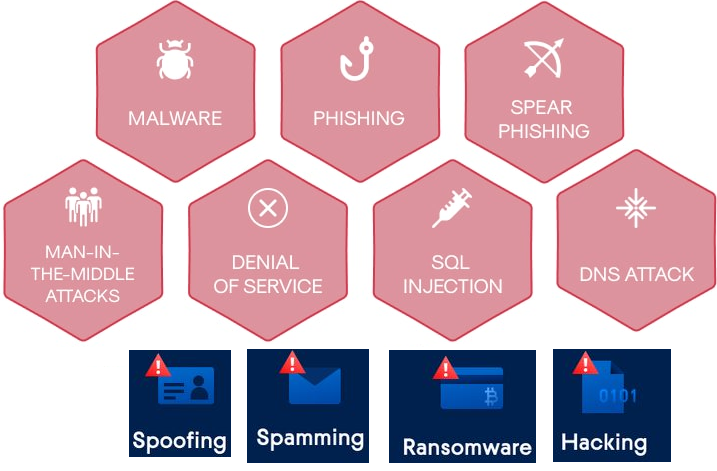 MALWARE
PHISHING
SPEAR
PHISHING
MAN-IN-
THE-MIDDLE
ATTACKS
DENIAL
OF SERVICE
SQL
INJECTION
DNS ATTACK
!
!
!
₿
!
0101
Spoofing
Spamming
Ransomware
Hacking